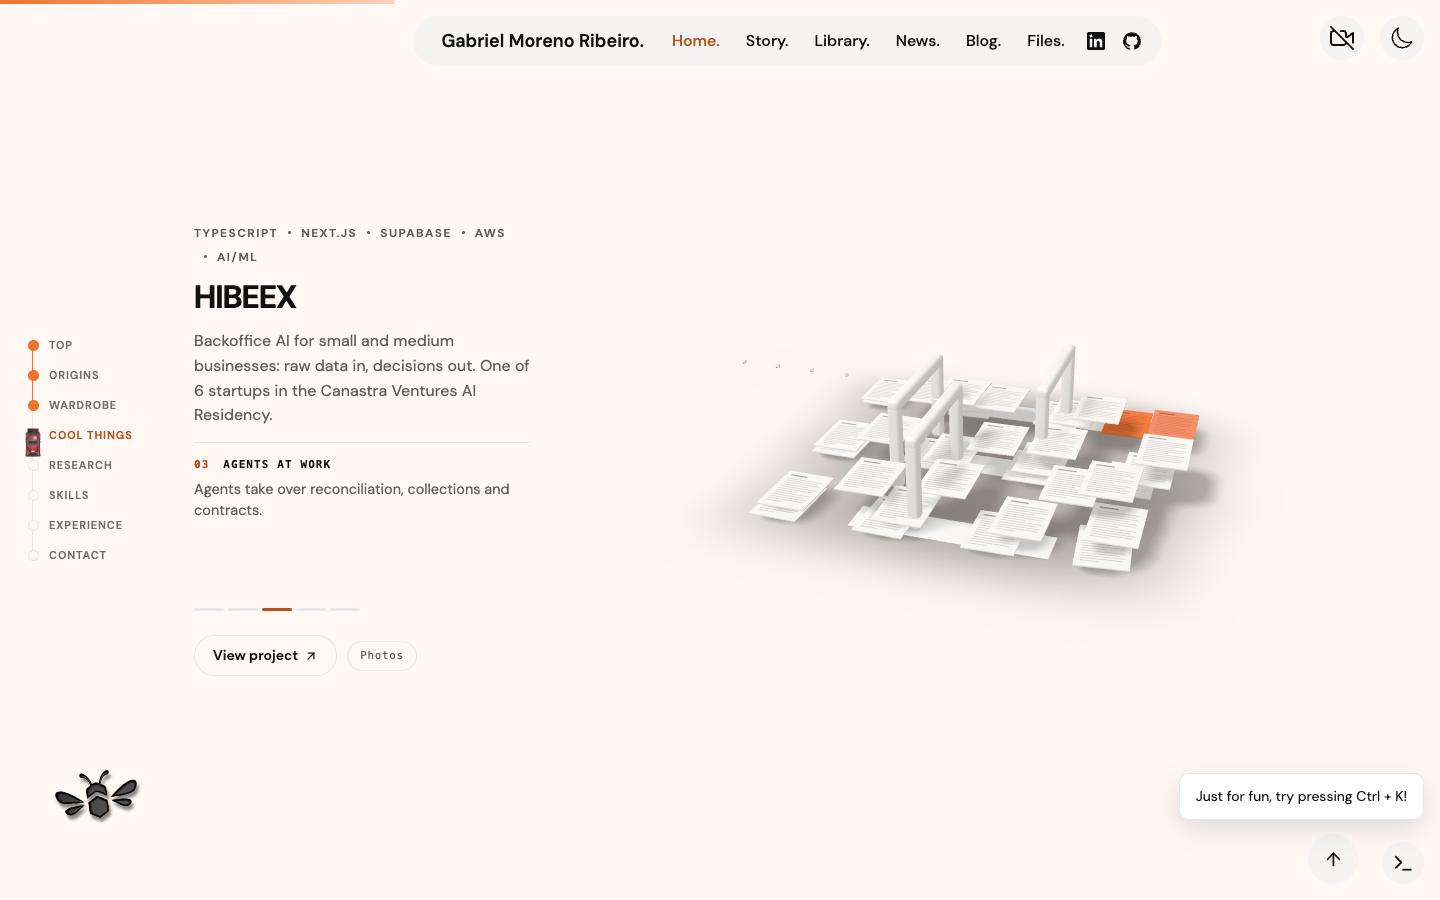 Gabriel Moreno Ribeiro.
Home.
Story.
Library.
News.
Blog.
Files.
TYPESCRIPT • NEXT.JS • SUPABASE • AWS
• AI/ML
HIBEEX
Backoffice AI for small and medium
businesses: raw data in, decisions out. One of
6 startups in the Canastra Ventures AI
Residency.
03 AGENTS AT WORK
Agents take over reconciliation, collections and
contracts.
View project
Photos
TOP
ORIGINS
WARDROBE
COOL THINGS
RESEARCH
SKILLS
EXPERIENCE
CONTACT
Just for fun, try pressing Ctrl + K!